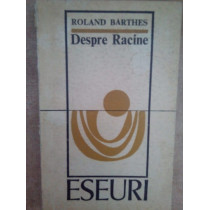 ROLAND BARTHES
Despre Racine
ESEURI